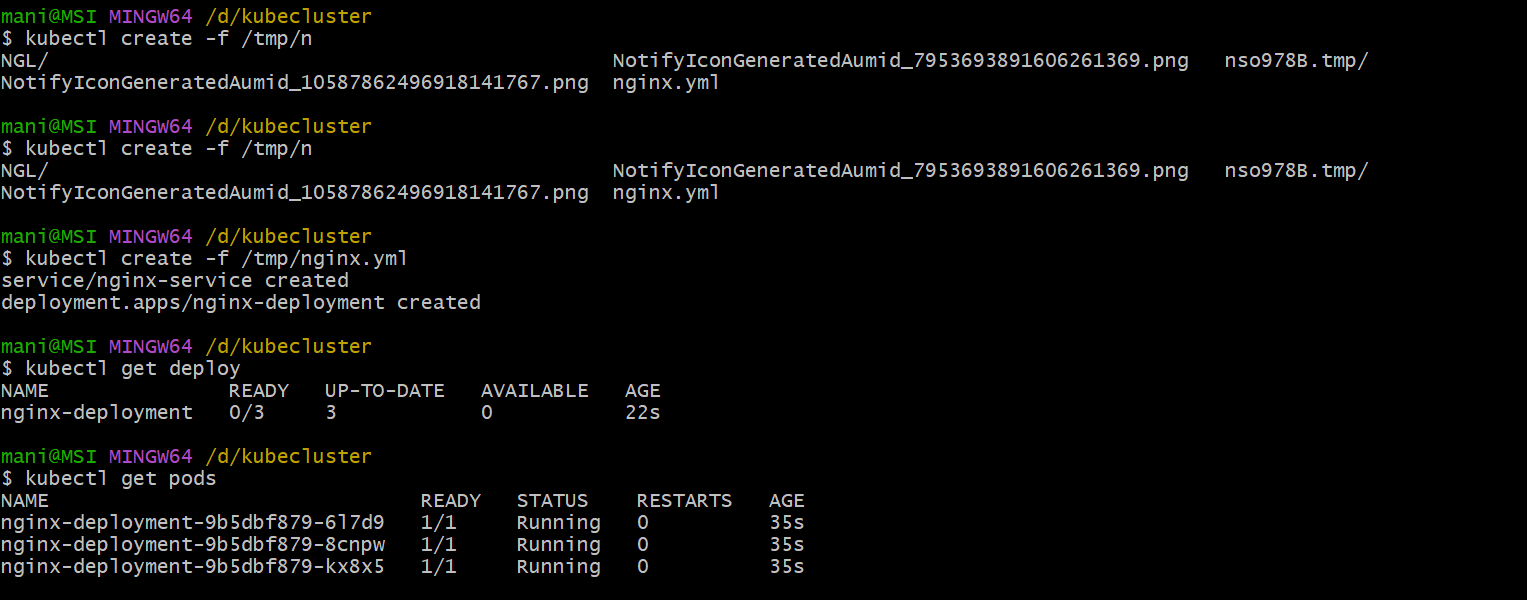 mani@MSI MINGW64 /d/kubecluster
$ kubectl create -f /tmp/n
NGL/ NotifyIconGeneratedAumid_7953693891606261369.png nso978B.tmp/
NotifyIconGeneratedAumid_10587862496918141767.png nginx.yml
mani@MSI MINGW64 /d/kubecluster
$ kubectl create -f /tmp/n
NGL/ NotifyIconGeneratedAumid_7953693891606261369.png nso978B.tmp/
NotifyIconGeneratedAumid_10587862496918141767.png nginx.yml
mani@MSI MINGW64 /d/kubecluster
$ kubectl create -f /tmp/nginx.yml
service/nginx-service created
deployment.apps/nginx-deployment created
mani@MSI MINGW64 /d/kubecluster
$ kubectl get deploy
NAME READY UP-TO-DATE AVAILABLE AGE
nginx-deployment 0/3 3 0 22s
mani@MSI MINGW64 /d/kubecluster
$ kubectl get pods
NAME READY STATUS RESTARTS AGE
nginx-deployment-9b5dbf879-6l7d9 1/1 Running 0 35s
nginx-deployment-9b5dbf879-8cnpw 1/1 Running 0 35s
nginx-deployment-9b5dbf879-kx8x5 1/1 Running 0 35s